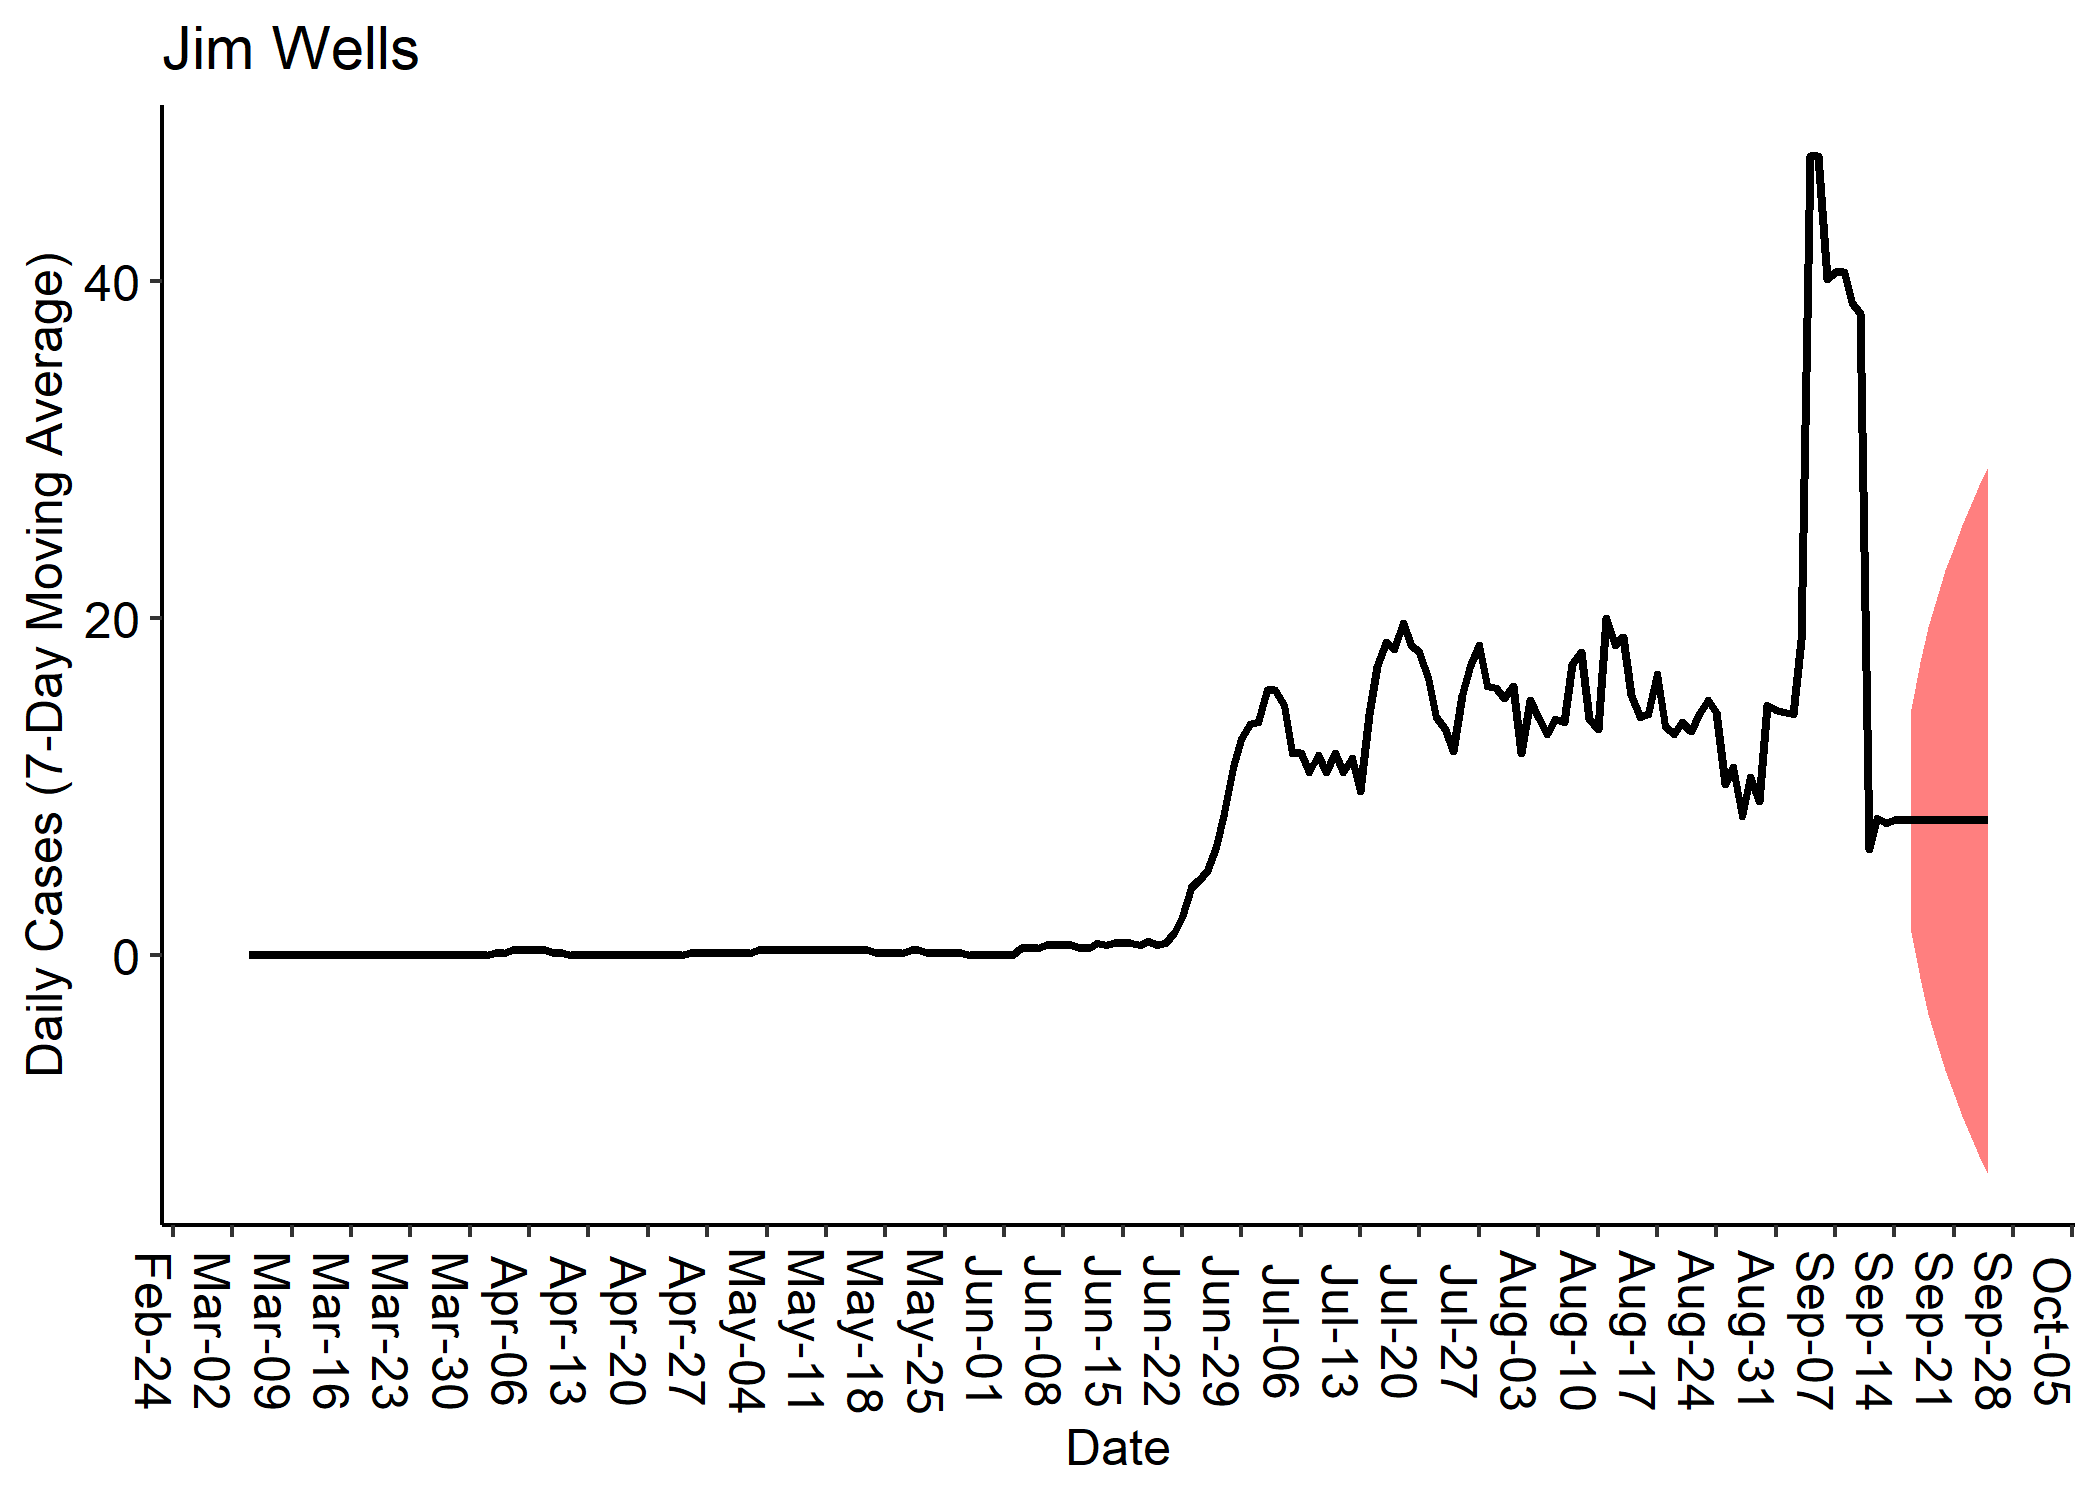 Jim Wells
Daily Cases (7-Day Moving Average)
40
20
0
Feb-24
Mar-02
Mar-09
Mar-16
Mar-23
Mar-30
Apr-06
Apr-13
Apr-20
Apr-27
May-04
May-11
May-18
May-25
Jun-01
Jun-08
Jun-15
Jun-22
Jun-29
Jul-06
Jul-13
Jul-20
Jul-27
Aug-03
Aug-10
Aug-17
Aug-24
Aug-31
Sep-07
Sep-14
Sep-21
Sep-28
Oct-05
Date